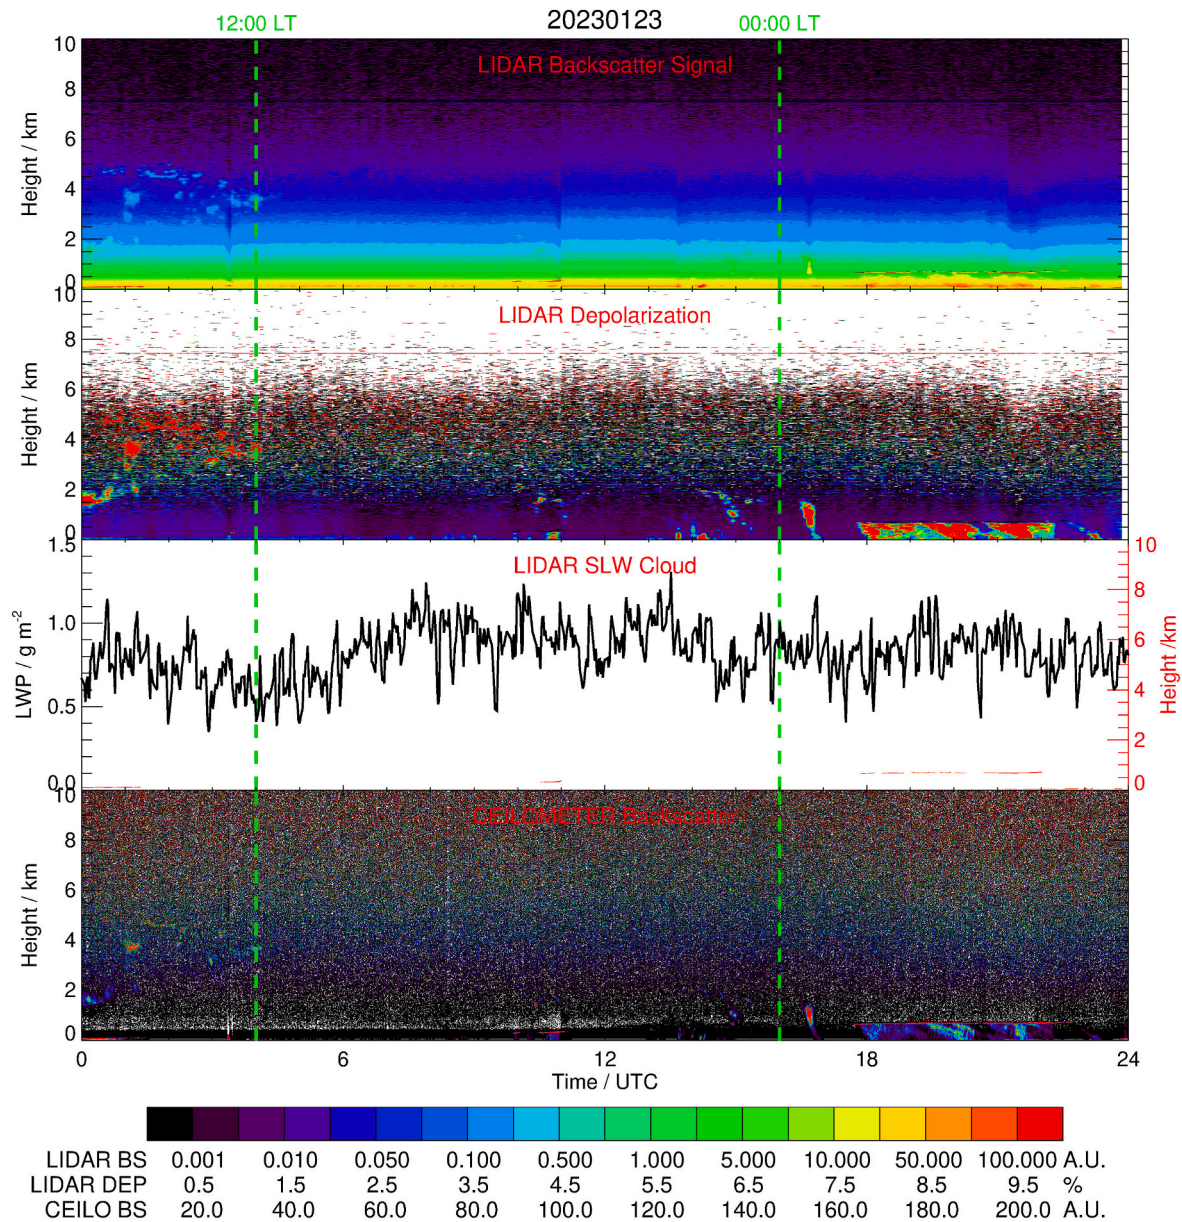 12:00 LT 20230123 00:00 LT
10
LIDAR Backscatter Signal
8
6
Height / km
4
2
0
10
LIDAR Depolarization
8
6
Height / km
4
2
0
1.5 10
LIDAR SLW Cloud
8
1.0
6
LWP / g m⁻² Height /km
0.5 4
2
0.0 0
10
CEILOMETER Backscatter
8
6
Height / km
4
2
0
0 6 12 18 24
Time / UTC
LIDAR BS 0.001 0.010 0.050 0.100 0.500 1.000 5.000 10.000 50.000 100.000 A.U.
LIDAR DEP 0.5 1.5 2.5 3.5 4.5 5.5 6.5 7.5 8.5 9.5 %
CEILO BS 20.0 40.0 60.0 80.0 100.0 120.0 140.0 160.0 180.0 200.0 A.U.